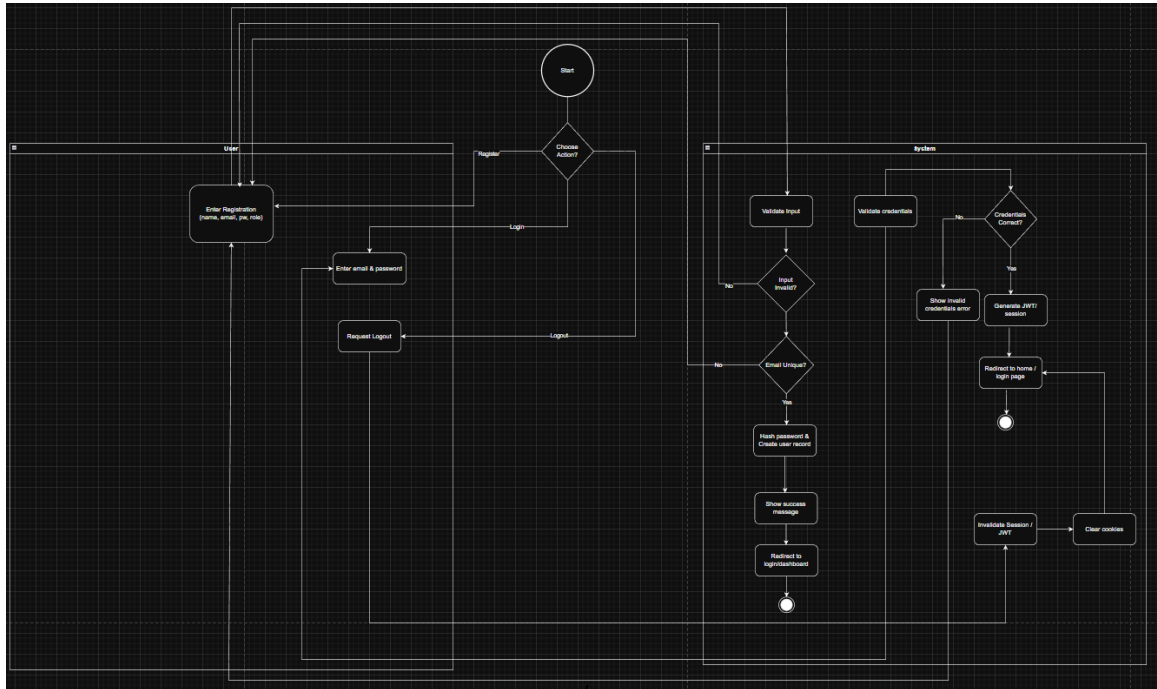 Start
Choose
Action?
User
System
Register
Login
Logout
Enter Registration
(name, email, pw, role)
Enter email & password
Request Logout
Validate Input
Input
Invalid?
No
Email Unique?
No
Yes
Hash password &
Create user record
Show success
message
Redirect to
login/dashboard
Validate credentials
Credentials
Correct?
No
Yes
Show invalid
credentials error
Generate JWT/
session
Redirect to home /
login page
Invalidate Session /
JWT
Clear cookies